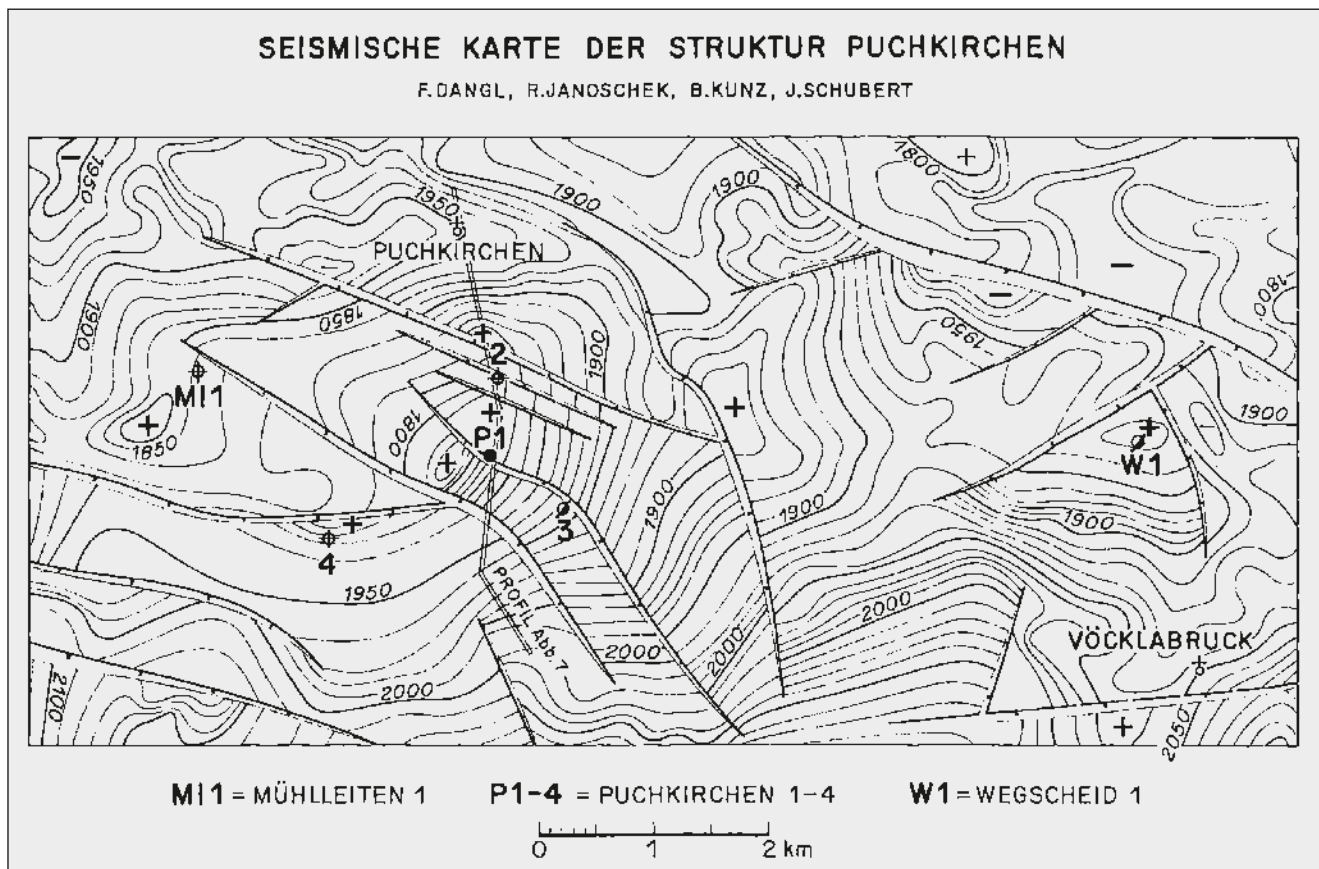 SEISMISCHE KARTE DER STRUKTUR PUCHKIRCHEN
F. DANGL, R. JANOSCHEK, B. KUNZ, J. SCHUBERT
1950
1950
1900
1900
1800
PUCHKIRCHEN
1900
1850
1900
1950
1800
2
MI1
1850
1800
P1
W1
1900
1900
1900
1900
3
4
1950
PROFIL Abb. 7
2000
2000
2000
2000
2100
VÖCKLABRUCK
2050
MI1 = MÜHLLEITEN 1 P1-4 = PUCHKIRCHEN 1-4 W1 = WEGSCHEID 1
0 1 2 km